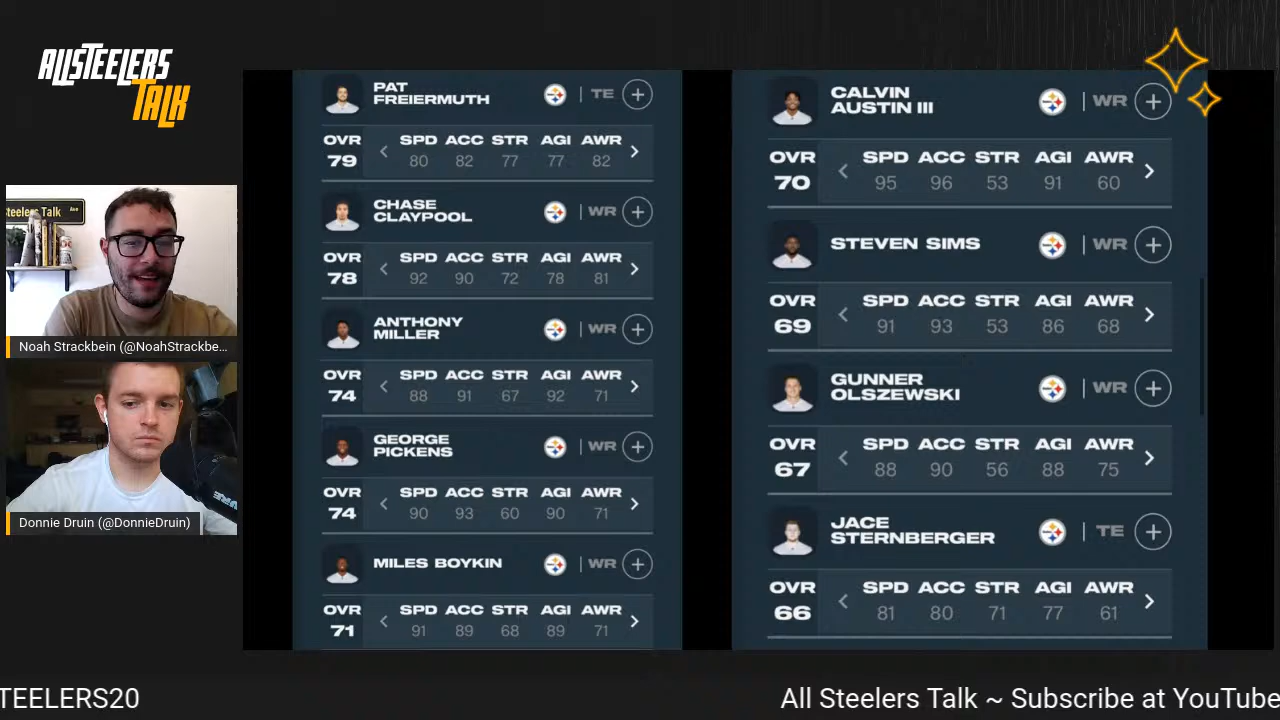 ALLSTEELERS
TALK
Steelers Talk Ave
Noah Strackbein (@NoahStrackbe...
Donnie Druin (@DonnieDruin)
PAT
FREIERMUTH
| TE +
OVR SPD ACC STR AGI AWR
79 80 82 77 77 82
CHASE
CLAYPOOL
| WR +
OVR SPD ACC STR AGI AWR
78 92 90 72 78 81
ANTHONY
MILLER
| WR +
OVR SPD ACC STR AGI AWR
74 88 91 67 92 71
GEORGE
PICKENS
| WR +
OVR SPD ACC STR AGI AWR
74 90 93 60 90 71
MILES BOYKIN | WR +
OVR SPD ACC STR AGI AWR
71 91 89 68 89 71
CALVIN
AUSTIN III
| WR +
OVR SPD ACC STR AGI AWR
70 95 96 53 91 60
STEVEN SIMS | WR +
OVR SPD ACC STR AGI AWR
69 91 93 53 86 68
GUNNER
OLSZEWSKI
| WR +
OVR SPD ACC STR AGI AWR
67 88 90 56 88 75
JACE
STERNBERGER
| TE +
OVR SPD ACC STR AGI AWR
66 81 80 71 77 61
TEELERS20
All Steelers Talk ~ Subscribe at YouTube